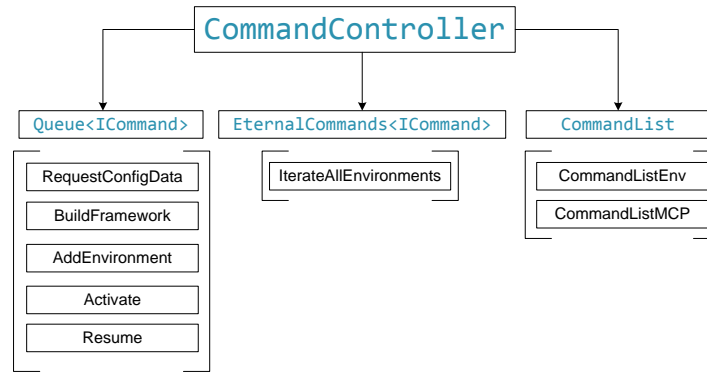 CommandController
Queue<ICommand>
EternalCommands<ICommand>
CommandList
RequestConfigData
BuildFramework
AddEnvironment
Activate
Resume
IterateAllEnvironments
CommandListEnv
CommandListMCP